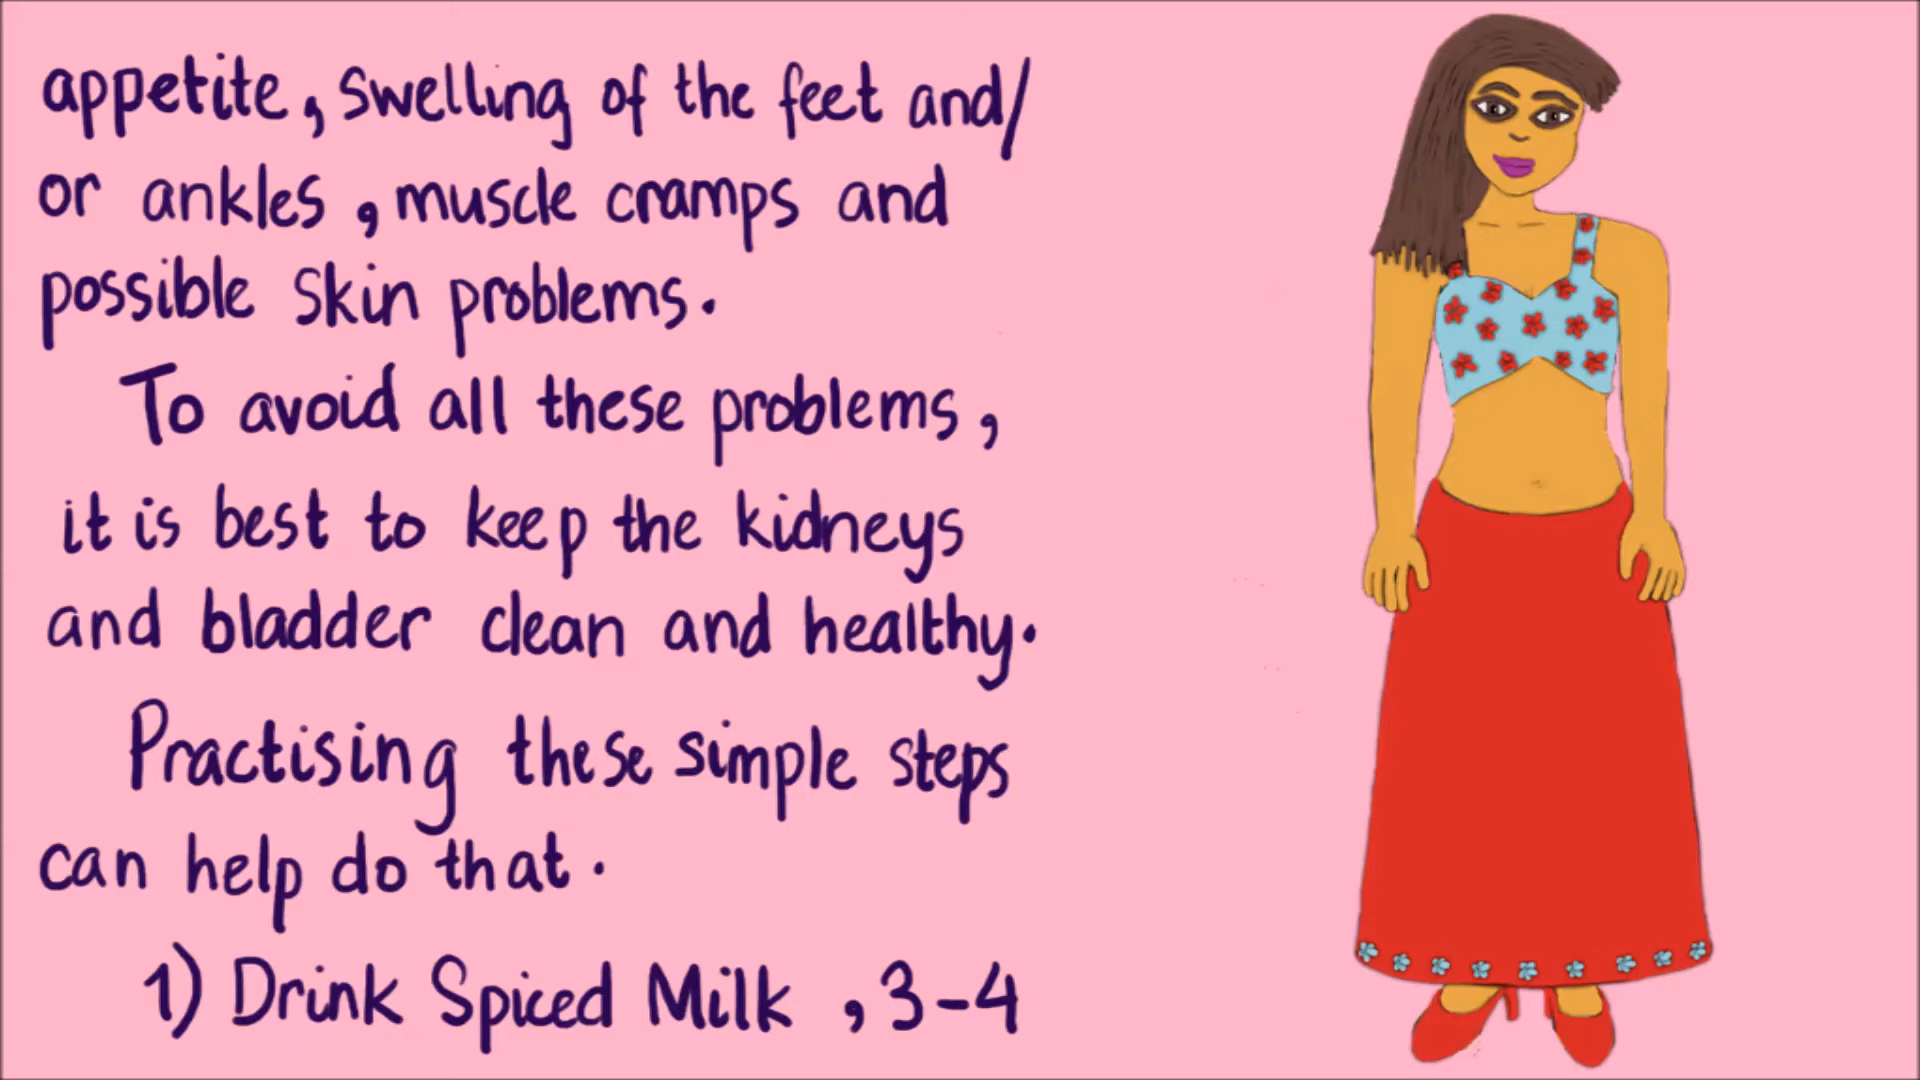 appetite, swelling of the feet and/
or ankles, muscle cramps and
possible skin problems.
To avoid all these problems,
it is best to keep the kidneys
and bladder clean and healthy.
Practising these simple steps
can help do that.
1) Drink Spiced Milk, 3-4